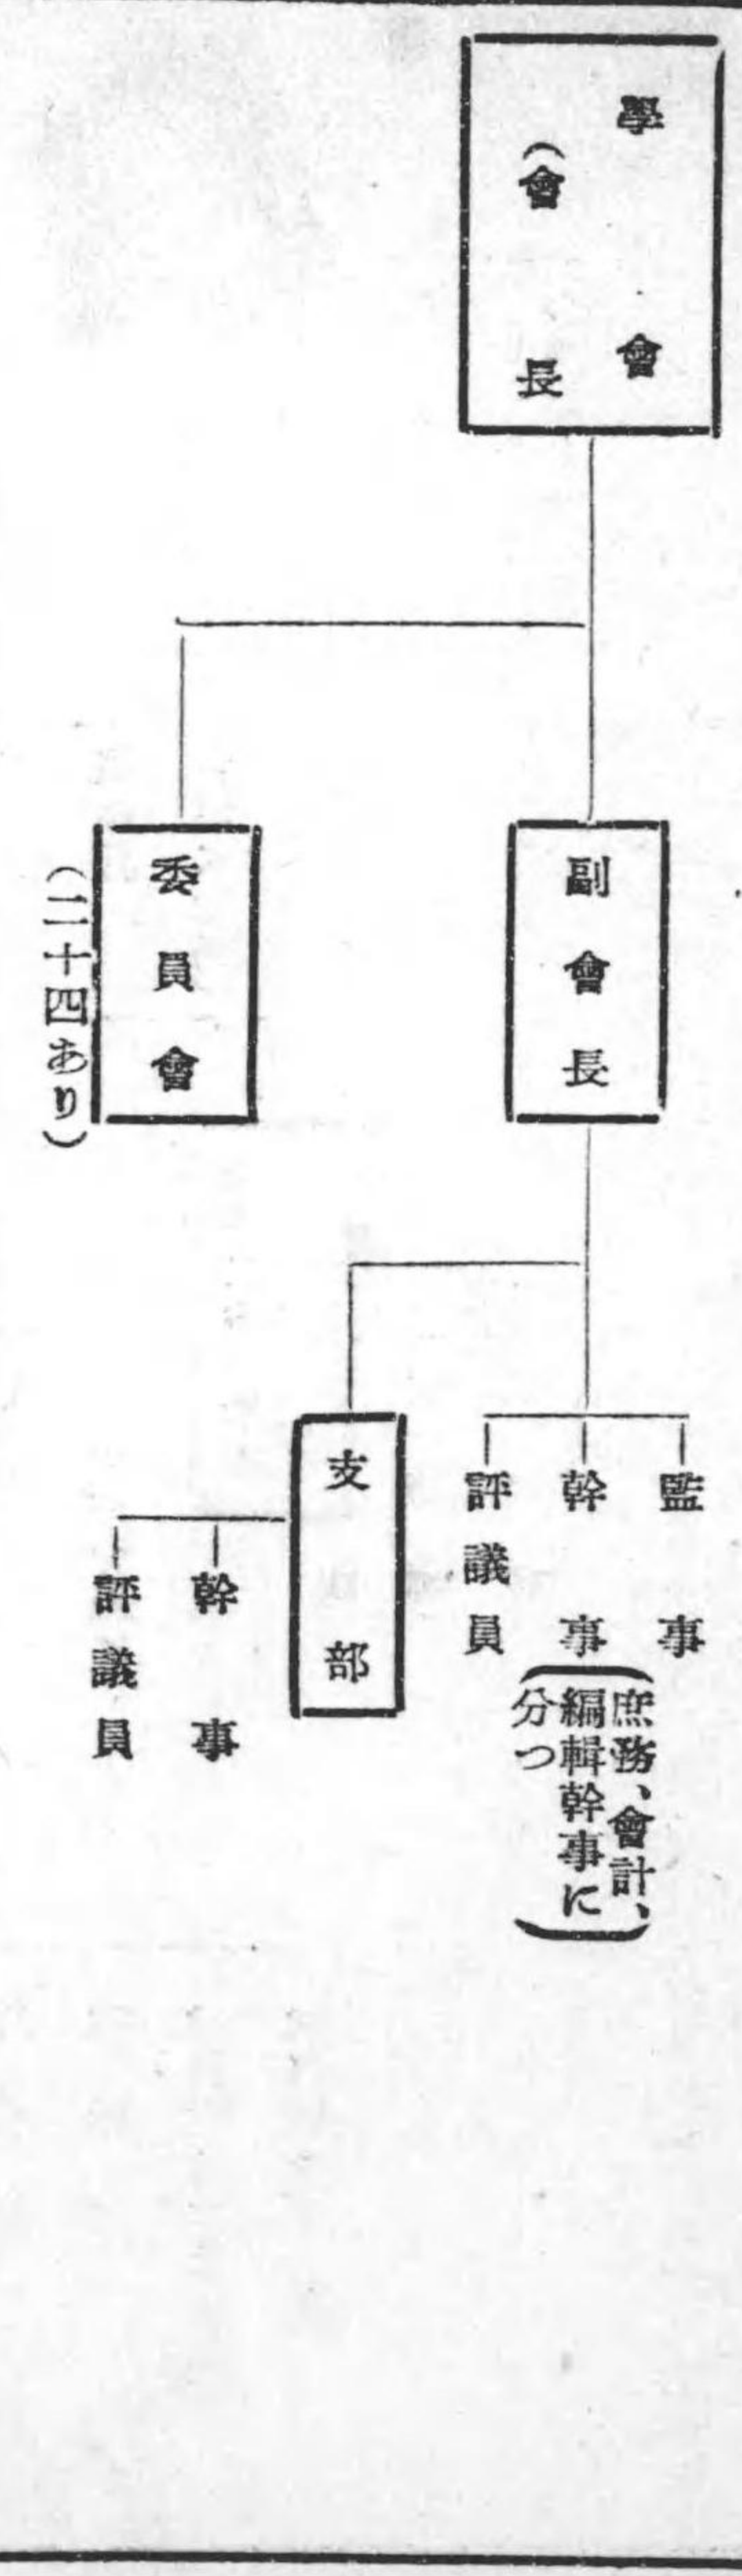 學會
(會長
副會長
監事
幹事
(庶務、會計、
編輯幹事に
分つ)
評議員
支部
幹事
評議員
委員會
(二十四あり)